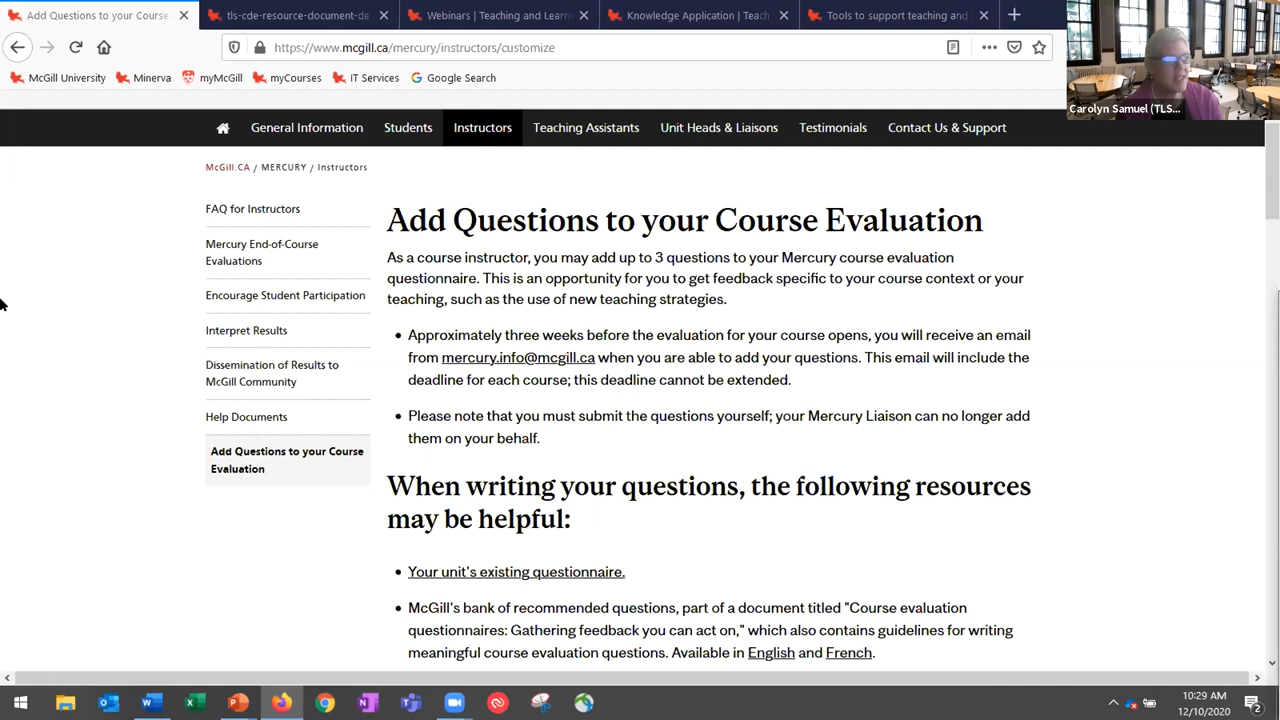 Add Questions to your Course
tls-cde-resource-document-de
Webinars | Teaching and Learni
Knowledge Application | Teach
Tools to support teaching and
https://www.mcgill.ca/mercury/instructors/customize
McGill University
Minerva
myMcGill
myCourses
IT Services
Google Search
Carolyn Samuel (TLS...
General Information
Students
Instructors
Teaching Assistants
Unit Heads & Liaisons
Testimonials
Contact Us & Support
McGill.CA / MERCURY / Instructors
FAQ for Instructors
Mercury End-of-Course
Evaluations
Encourage Student Participation
Interpret Results
Dissemination of Results to
McGill Community
Help Documents
Add Questions to your Course
Evaluation
Add Questions to your Course Evaluation
As a course instructor, you may add up to 3 questions to your Mercury course evaluation
questionnaire. This is an opportunity for you to get feedback specific to your course context or your
teaching, such as the use of new teaching strategies.
• Approximately three weeks before the evaluation for your course opens, you will receive an email
from mercury.info@mcgill.ca when you are able to add your questions. This email will include the
deadline for each course; this deadline cannot be extended.
• Please note that you must submit the questions yourself; your Mercury Liaison can no longer add
them on your behalf.
When writing your questions, the following resources
may be helpful:
• Your unit's existing questionnaire.
• McGill's bank of recommended questions, part of a document titled "Course evaluation
questionnaires: Gathering feedback you can act on," which also contains guidelines for writing
meaningful course evaluation questions. Available in English and French.
10:29 AM
12/10/2020
2